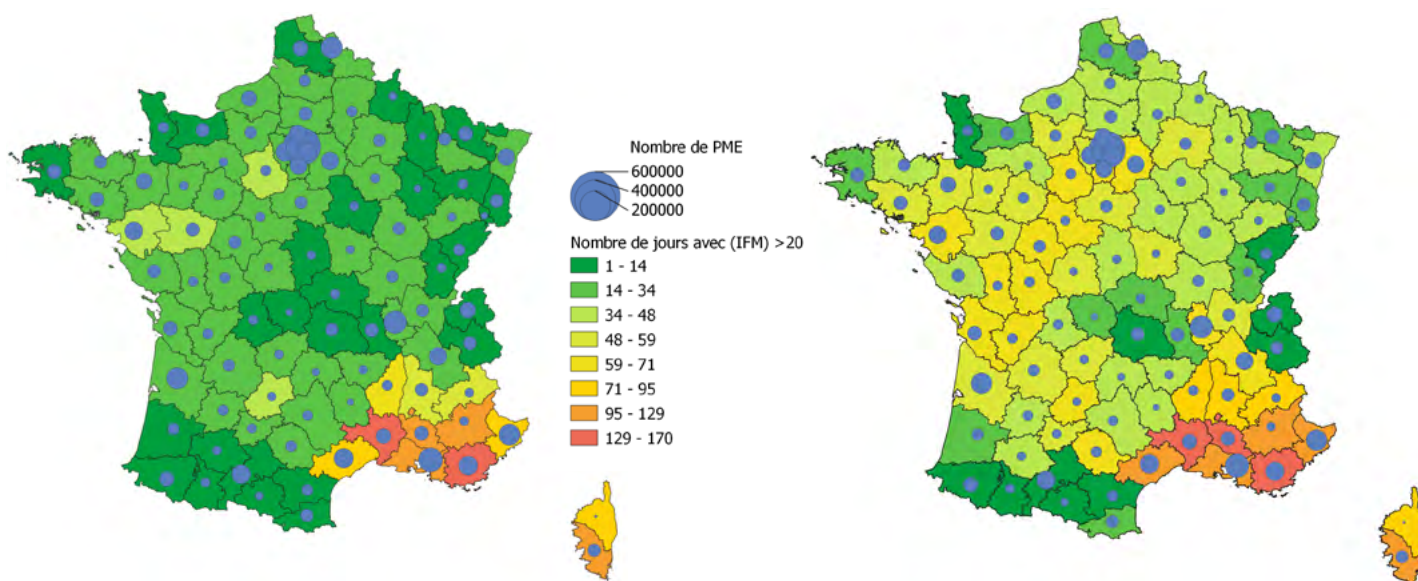 Nombre de PME
600000
400000
200000
Nombre de jours avec (IFM) >20
1 - 14
14 - 34
34 - 48
48 - 59
59 - 71
71 - 95
95 - 129
129 - 170